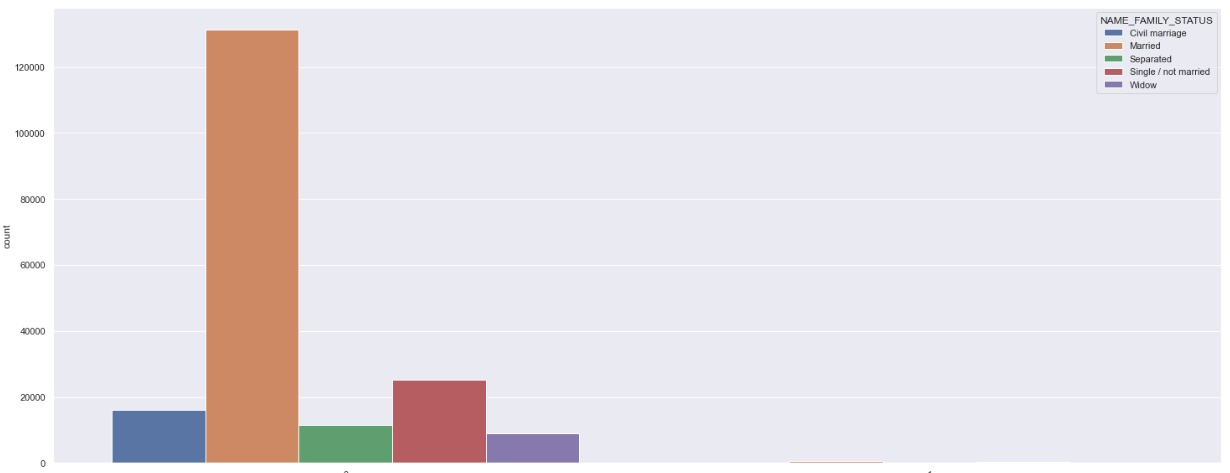 NAME_FAMILY_STATUS
Civil marriage
Married
Separated
Single / not married
Widow
120000
100000
80000
60000
40000
20000
0
count